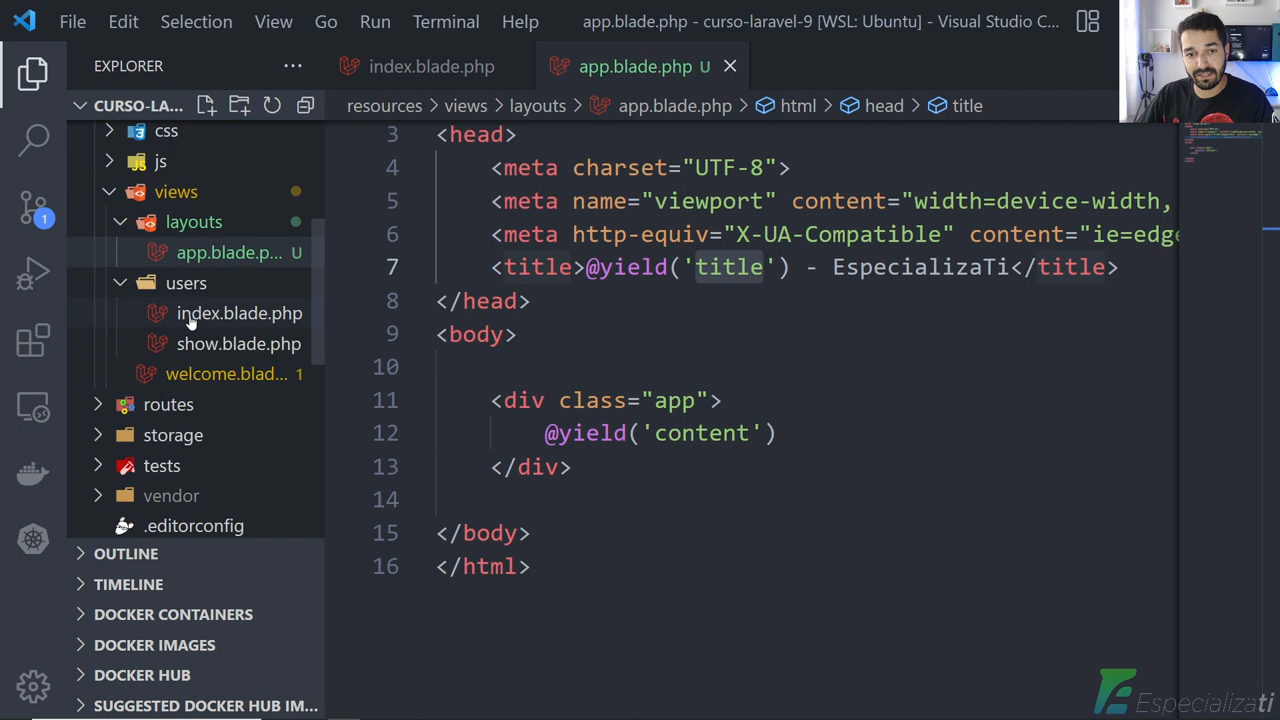 File Edit Selection View Go Run Terminal Help app.blade.php - curso-laravel-9 [WSL: Ubuntu] - Visual Studio C...
EXPLORER ...
index.blade.php
app.blade.php U
CURSO-LA...
resources > views > layouts > app.blade.php > html > head > title
css
js
views
layouts
app.blade.p... U
users
index.blade.php
show.blade.php
welcome.blad... 1
routes
storage
tests
vendor
.editorconfig
OUTLINE
TIMELINE
DOCKER CONTAINERS
DOCKER IMAGES
DOCKER HUB
SUGGESTED DOCKER HUB IM...
1
3 <head>
4 <meta charset="UTF-8">
5 <meta name="viewport" content="width=device-width,
6 <meta http-equiv="X-UA-Compatible" content="ie=edge
7 <title>@yield('title') - EspecializaTi</title>
8 </head>
9 <body>
10
11 <div class="app">
12 @yield('content')
13 </div>
14
15 </body>
16 </html>
Especializati